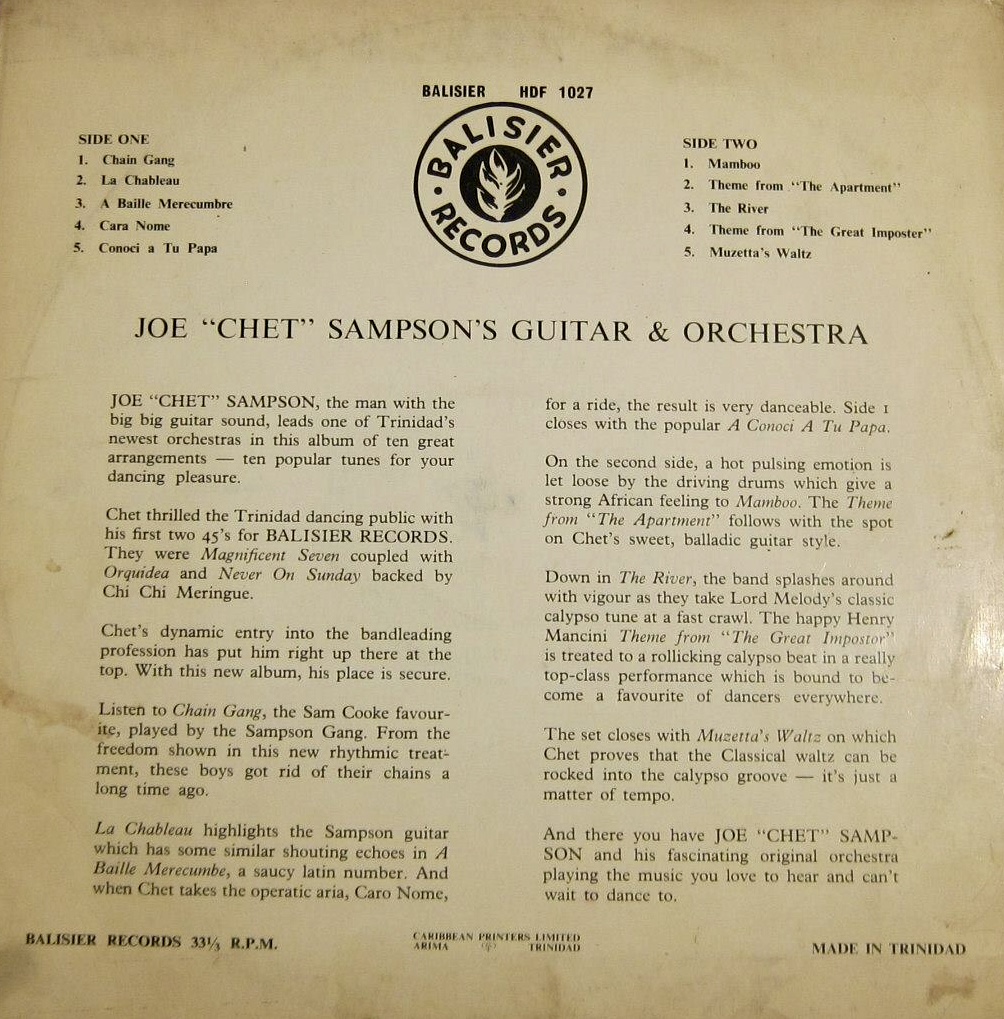 BALISIER HDF 1027
BALISIER RECORDS
SIDE ONE
1. Chain Gang
2. La Chableau
3. A Baille Merecumbre
4. Cara Nome
5. Conoci a Tu Papa
SIDE TWO
1. Mamboo
2. Theme from "The Apartment"
3. The River
4. Theme from "The Great Imposter"
5. Muzetta's Waltz
JOE "CHET" SAMPSON'S GUITAR & ORCHESTRA
JOE "CHET" SAMPSON, the man with the
big big guitar sound, leads one of Trinidad's
newest orchestras in this album of ten great
arrangements — ten popular tunes for your
dancing pleasure.
Chet thrilled the Trinidad dancing public with
his first two 45's for BALISIER RECORDS.
They were Magnificent Seven coupled with
Orquidea and Never On Sunday backed by
Chi Chi Meringue.
Chet's dynamic entry into the bandleading
profession has put him right up there at the
top. With this new album, his place is secure.
Listen to Chain Gang, the Sam Cooke favour-
ite, played by the Sampson Gang. From the
freedom shown in this new rhythmic treat-
ment, these boys got rid of their chains a
long time ago.
La Chableau highlights the Sampson guitar
which has some similar shouting echoes in A
Baille Merecumbe, a saucy latin number. And
when Chet takes the operatic aria, Caro Nome,
for a ride, the result is very danceable. Side 1
closes with the popular A Conoci A Tu Papa.
On the second side, a hot pulsing emotion is
let loose by the driving drums which give a
strong African feeling to Mamboo. The Theme
from "The Apartment" follows with the spot
on Chet's sweet, balladic guitar style.
Down in The River, the band splashes around
with vigour as they take Lord Melody's classic
calypso tune at a fast crawl. The happy Henry
Mancini Theme from "The Great Impostor"
is treated to a rollicking calypso beat in a really
top-class performance which is bound to be-
come a favourite of dancers everywhere.
The set closes with Muzetta's Waltz on which
Chet proves that the Classical waltz can be
rocked into the calypso groove — it's just a
matter of tempo.
And there you have JOE "CHET" SAMP-
SON and his fascinating original orchestra
playing the music you love to hear and can't
wait to dance to.
BALISIER RECORDS 33⅓ R.P.M.
CARIBBEAN PRINTERS LIMITED
ARIMA TRINIDAD
MADE IN TRINIDAD